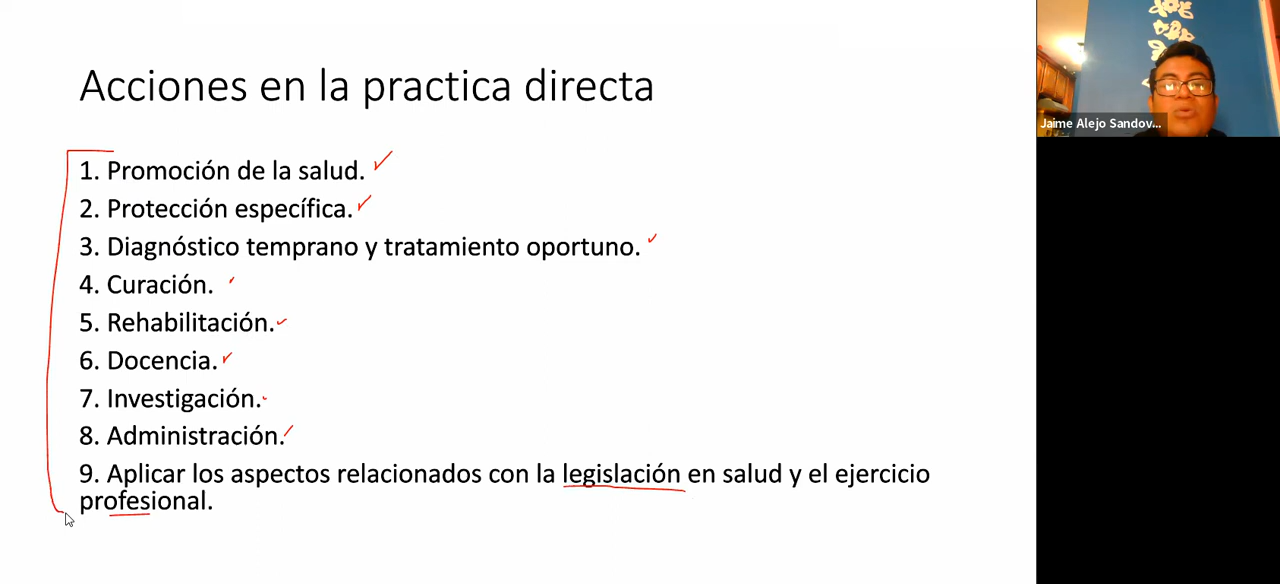 Acciones en la practica directa
1. Promoción de la salud.
2. Protección específica.
3. Diagnóstico temprano y tratamiento oportuno.
4. Curación.
5. Rehabilitación.
6. Docencia.
7. Investigación.
8. Administración.
9. Aplicar los aspectos relacionados con la legislación en salud y el ejercicio
profesional.
Jaime Alejo Sandov...